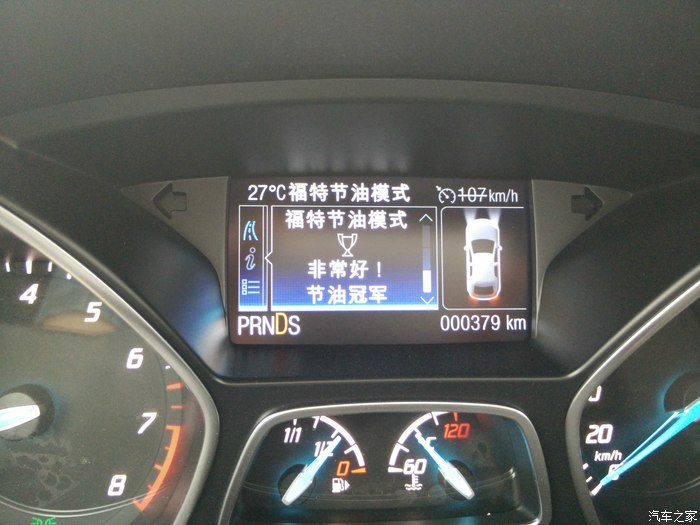 27°C福特节油模式 107km/h
福特节油模式
非常好！
节油冠军
PRNDS 000379 km
4 5 6 7 8
1/1 1/2 0
60 120
20 km/h
汽车之家